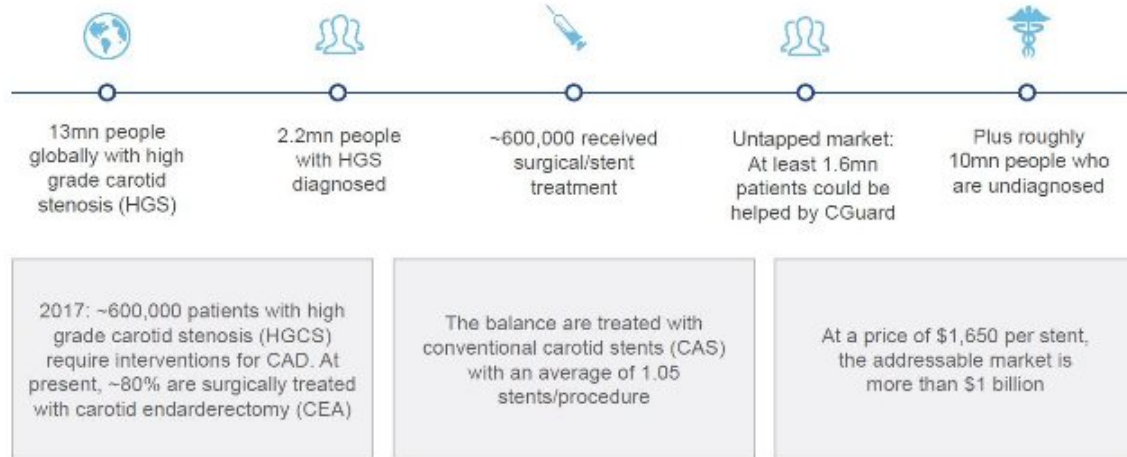 13mn people
globally with high
grade carotid
stenosis (HGS)
2.2mn people
with HGS
diagnosed
~600,000 received
surgical/stent
treatment
Untapped market:
At least 1.6mn
patients could be
helped by CGuard
Plus roughly
10mn people who
are undiagnosed
2017: ~600,000 patients with high
grade carotid stenosis (HGCS)
require interventions for CAD. At
present, ~80% are surgically treated
with carotid endarderectomy (CEA)
The balance are treated with
conventional carotid stents (CAS)
with an average of 1.05
stents/procedure
At a price of $1,650 per stent,
the addressable market is
more than $1 billion